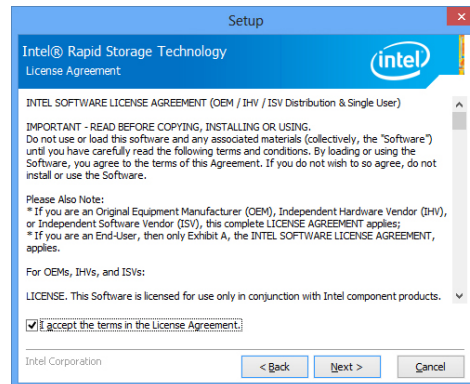 Setup
Intel® Rapid Storage Technology
License Agreement
intel
INTEL SOFTWARE LICENSE AGREEMENT (OEM / IHV / ISV Distribution & Single User)
IMPORTANT - READ BEFORE COPYING, INSTALLING OR USING.
Do not use or load this software and any associated materials (collectively, the "Software")
until you have carefully read the following terms and conditions. By loading or using the
Software, you agree to the terms of this Agreement. If you do not wish to so agree, do not
install or use the Software.
Please Also Note:
* If you are an Original Equipment Manufacturer (OEM), Independent Hardware Vendor (IHV),
or Independent Software Vendor (ISV), this complete LICENSE AGREEMENT applies;
* If you are an End-User, then only Exhibit A, the INTEL SOFTWARE LICENSE AGREEMENT,
applies.
For OEMs, IHVs, and ISVs:
LICENSE. This Software is licensed for use only in conjunction with Intel component products.
I accept the terms in the License Agreement.
Intel Corporation
< Back
Next >
Cancel